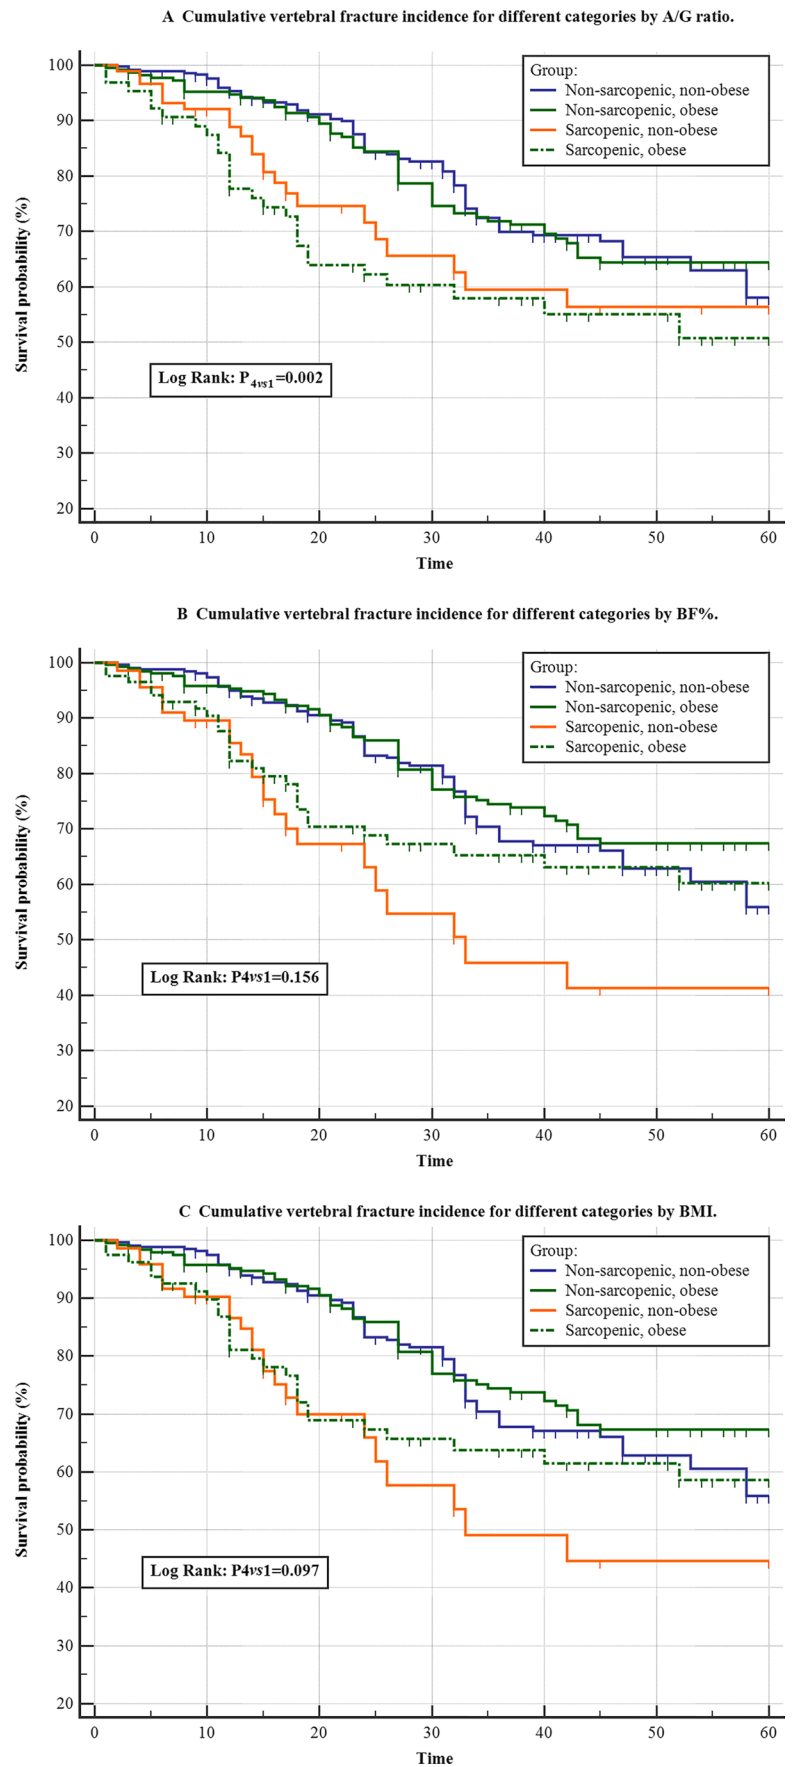 A Cumulative vertebral fracture incidence for different categories by A/G ratio.
Group:
Non-sarcopenic, non-obese
Non-sarcopenic, obese
Sarcopenic, non-obese
Sarcopenic, obese
Survival probability (%)
100
90
80
70
60
50
40
30
20
Log Rank: P4vs1=0.002
0 10 20 30 40 50 60
Time
B Cumulative vertebral fracture incidence for different categories by BF%.
Group:
Non-sarcopenic, non-obese
Non-sarcopenic, obese
Sarcopenic, non-obese
Sarcopenic, obese
Survival probability (%)
100
90
80
70
60
50
40
30
20
Log Rank: P4vs1=0.156
0 10 20 30 40 50 60
Time
C Cumulative vertebral fracture incidence for different categories by BMI.
Group:
Non-sarcopenic, non-obese
Non-sarcopenic, obese
Sarcopenic, non-obese
Sarcopenic, obese
Survival probability (%)
100
90
80
70
60
50
40
30
20
Log Rank: P4vs1=0.097
0 10 20 30 40 50 60
Time